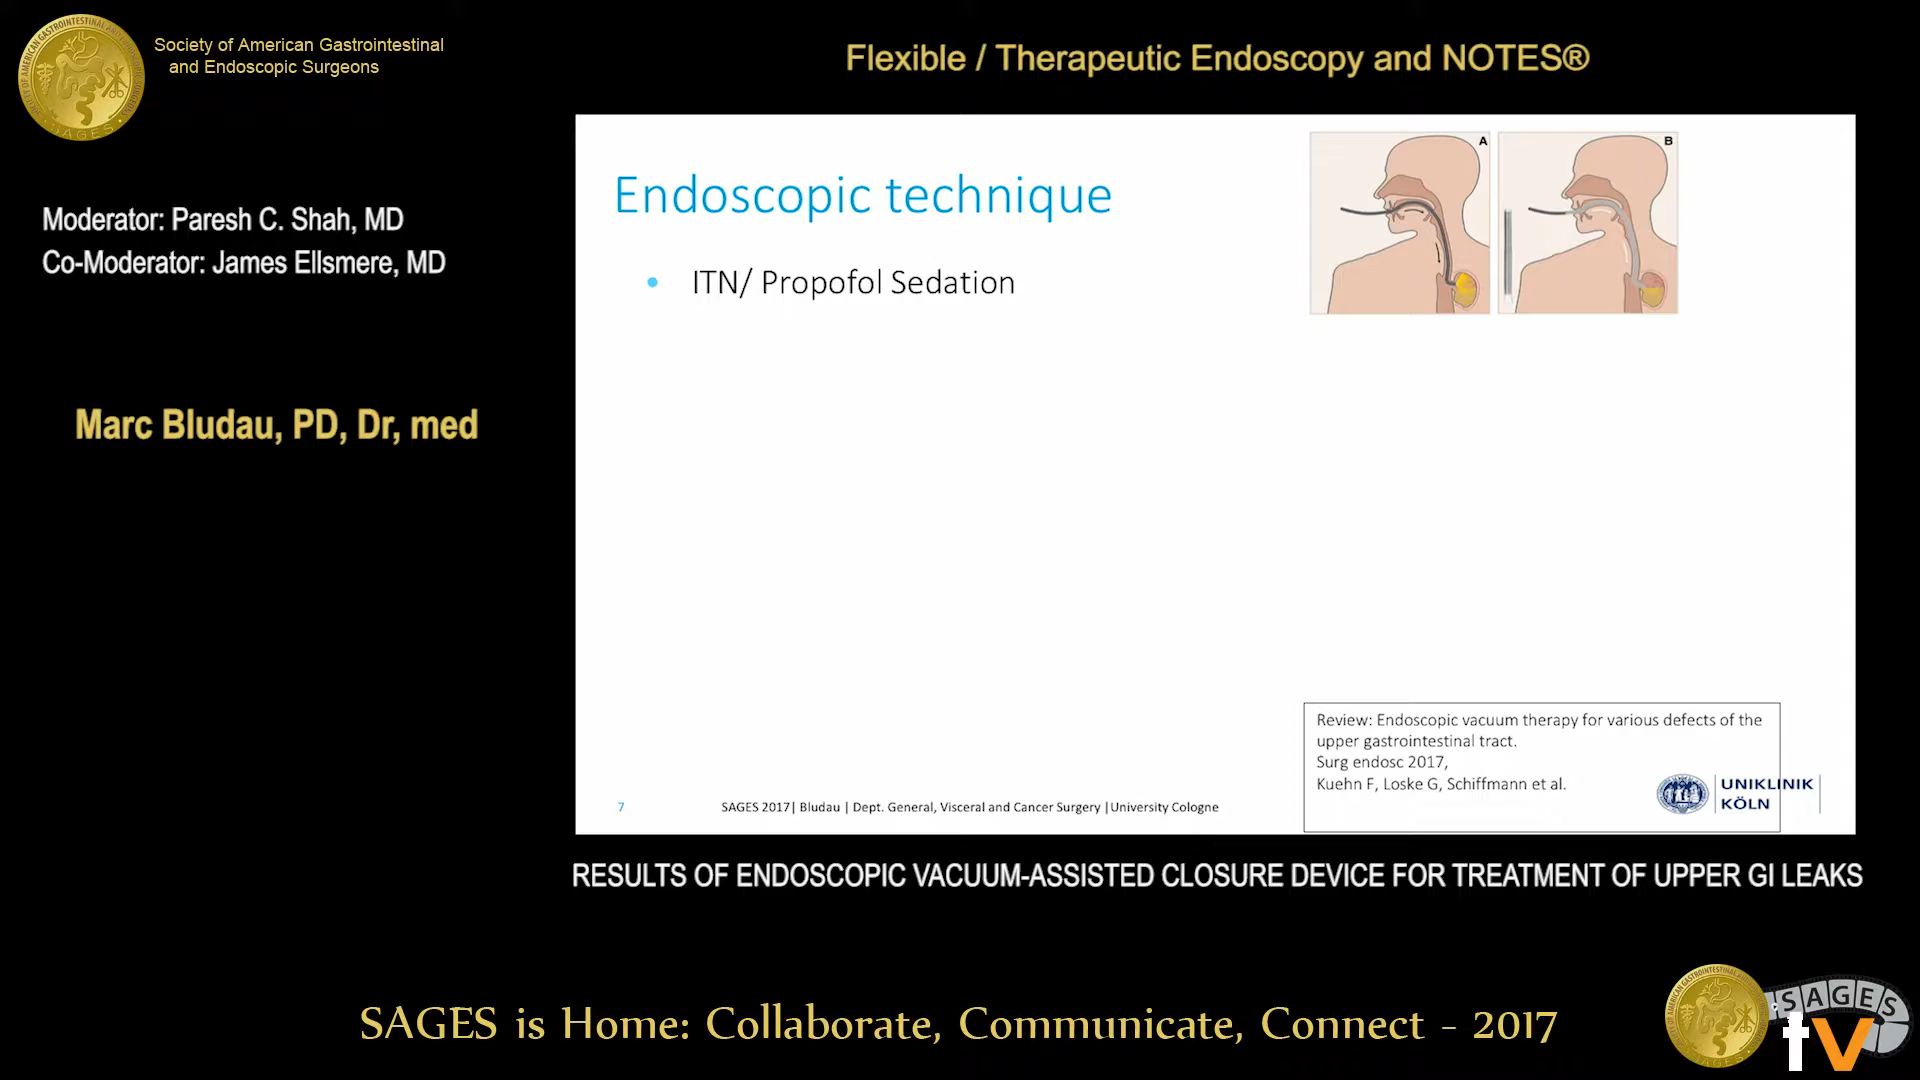 Society of American Gastrointestinal
and Endoscopic Surgeons
Flexible / Therapeutic Endoscopy and NOTES®
Moderator: Paresh C. Shah, MD
Co-Moderator: James Ellsmere, MD
Marc Bludau, PD, Dr, med
Endoscopic technique
• ITN/ Propofol Sedation
A
B
Review: Endoscopic vacuum therapy for various defects of the
upper gastrointestinal tract.
Surg endosc 2017,
Kuehn F, Loske G, Schiffmann et al.
UNIKLINIK
KÖLN
7
SAGES 2017| Bludau | Dept. General, Visceral and Cancer Surgery |University Cologne
RESULTS OF ENDOSCOPIC VACUUM-ASSISTED CLOSURE DEVICE FOR TREATMENT OF UPPER GI LEAKS
SAGES is Home: Collaborate, Communicate, Connect - 2017
SAGES
tv